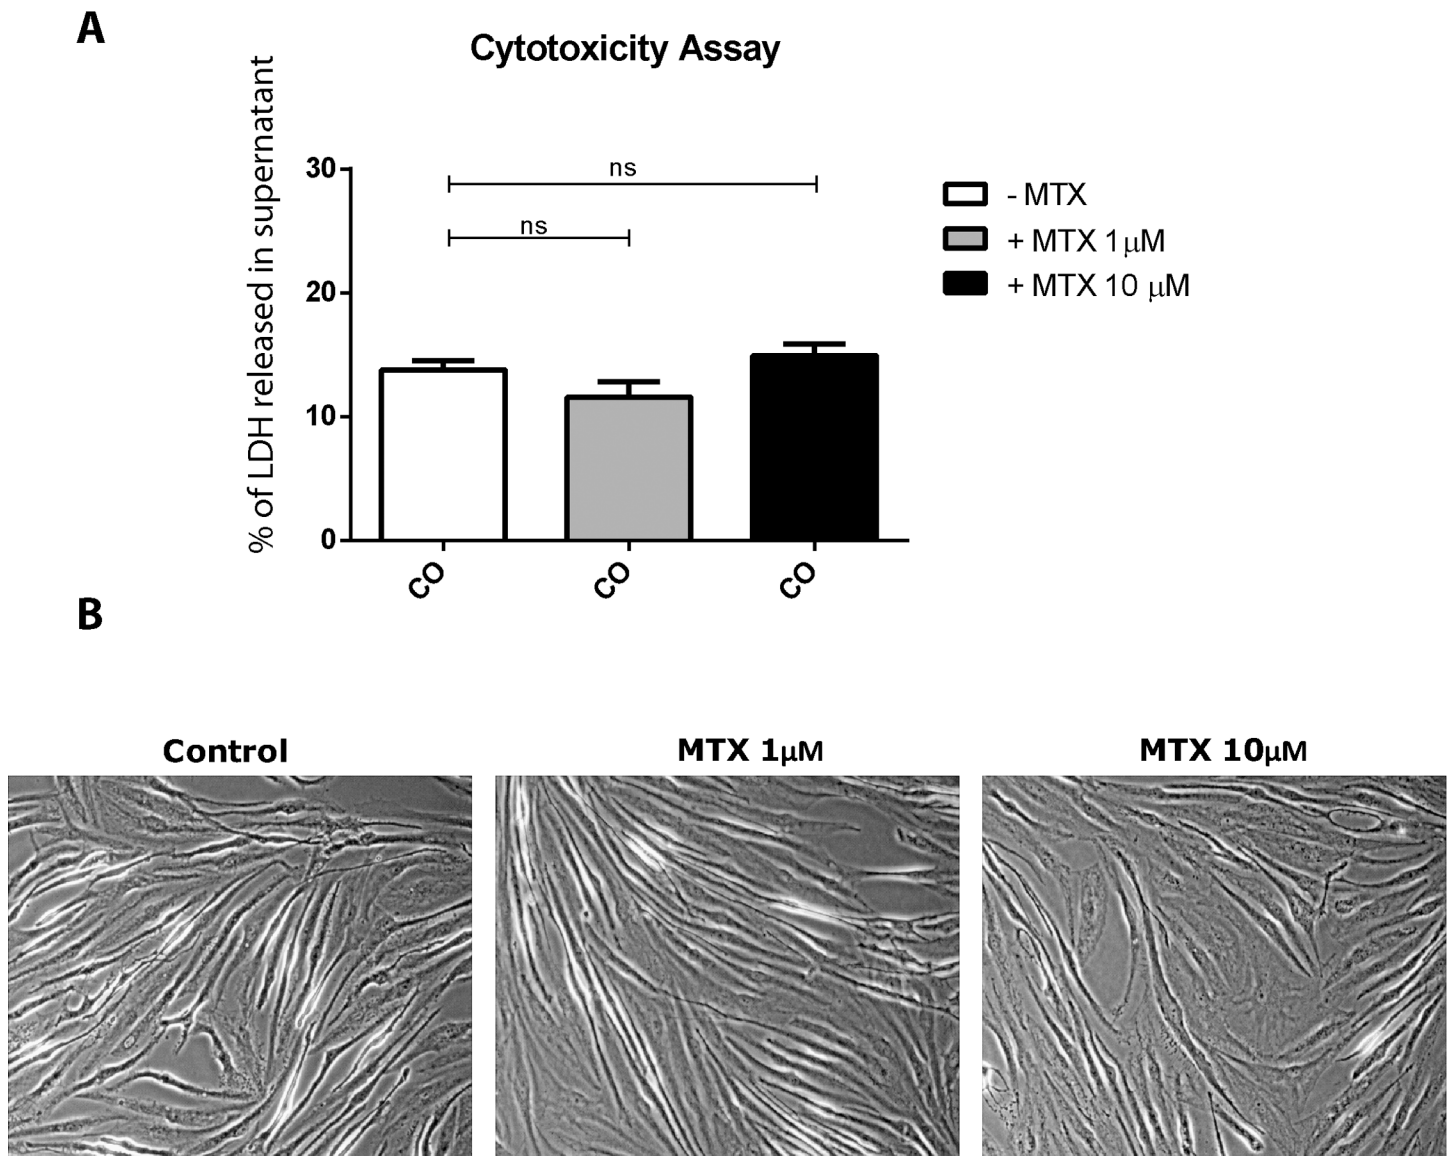 A
Cytotoxicity Assay
% of LDH released in supernatant
30
20
10
0
ns
ns
CO
CO
CO
- MTX
+ MTX 1μM
+ MTX 10 μM
B
Control
MTX 1μM
MTX 10μM